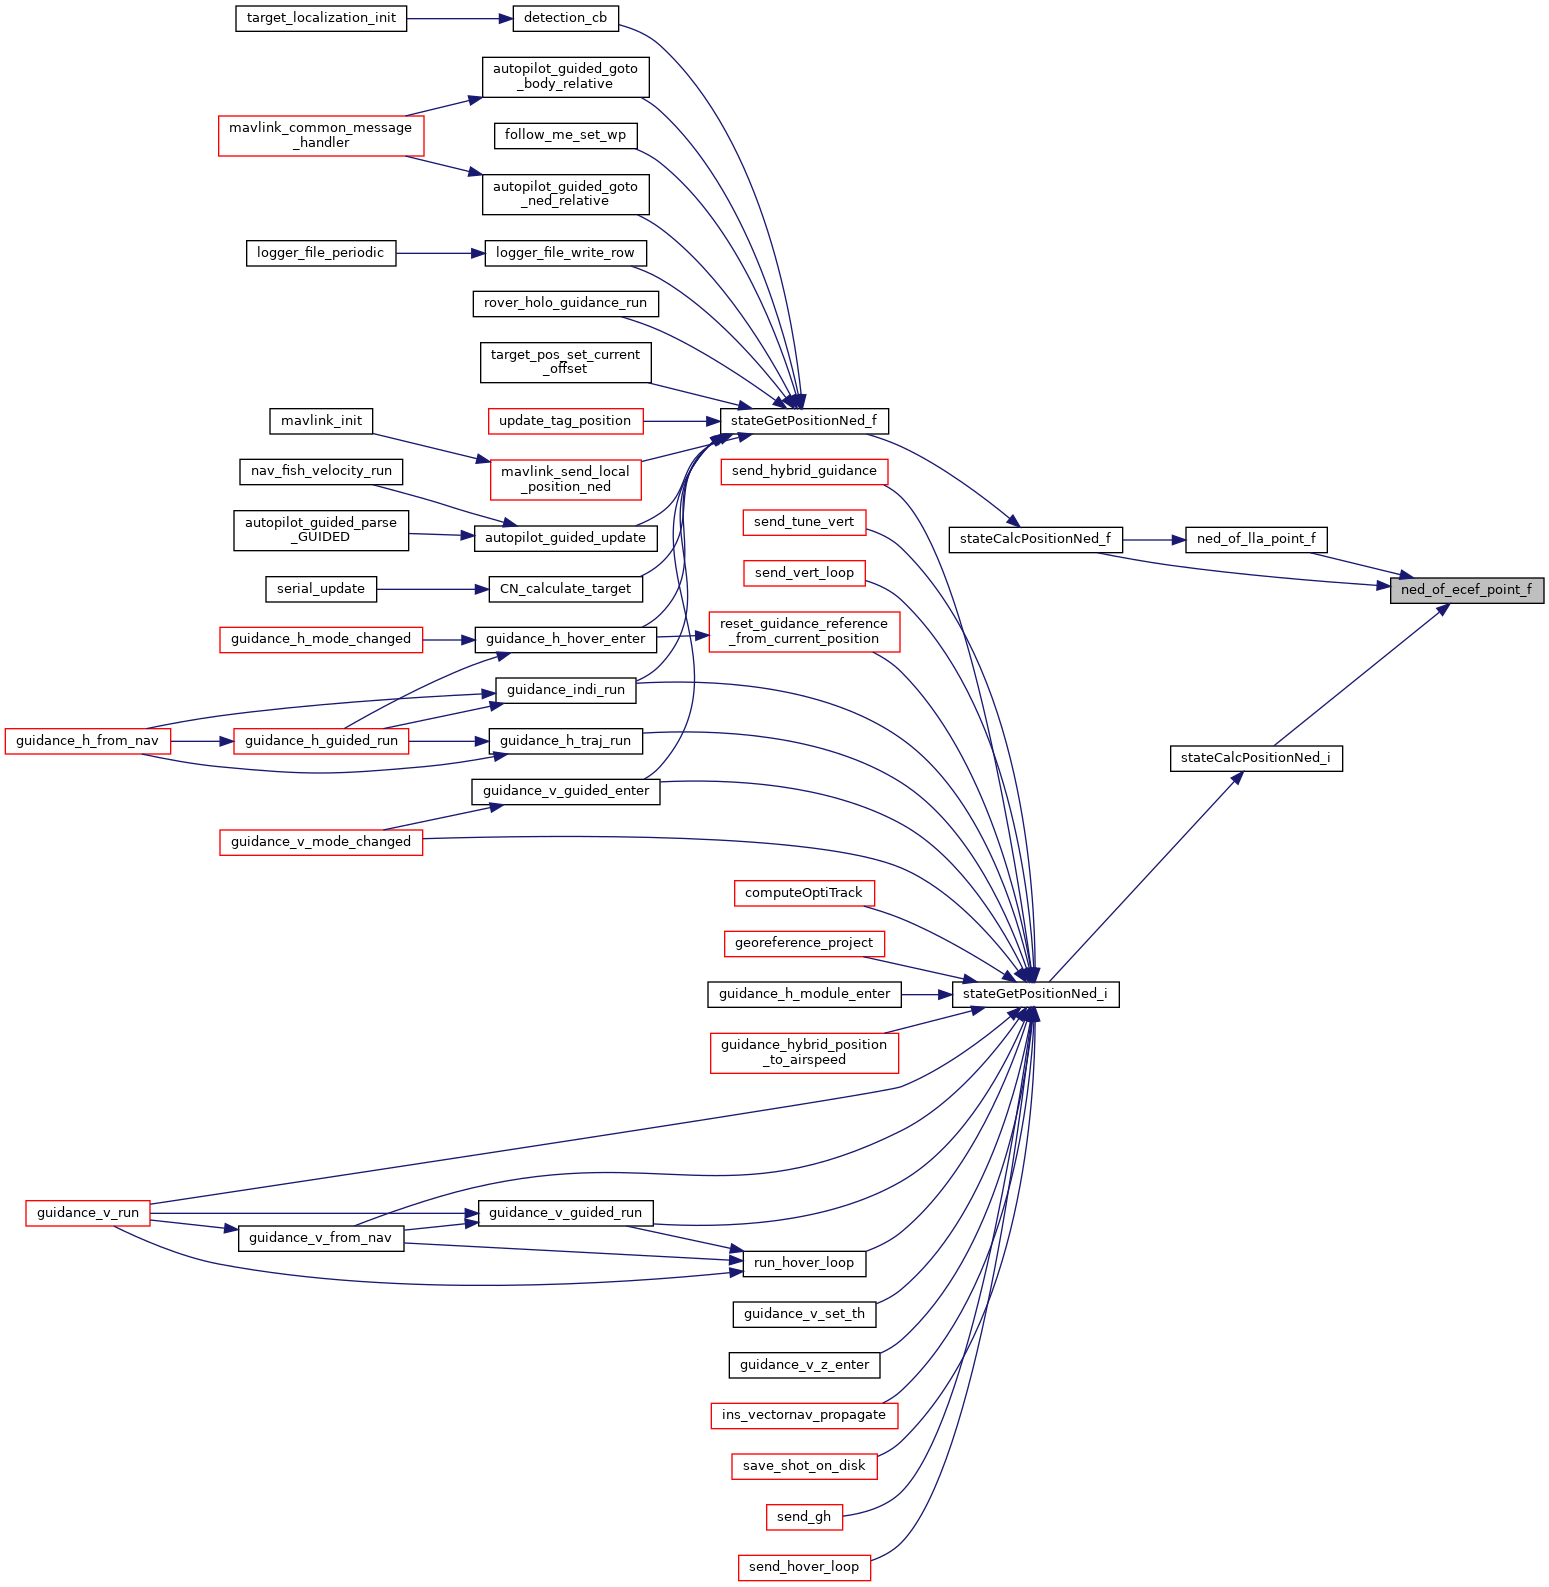 target_localization_init
detection_cb
autopilot_guided_goto
_body_relative
mavlink_common_message
_handler
follow_me_set_wp
autopilot_guided_goto
_ned_relative
logger_file_periodic
logger_file_write_row
rover_holo_guidance_run
target_pos_set_current
_offset
mavlink_init
update_tag_position
stateGetPositionNed_f
nav_fish_velocity_run
mavlink_send_local
_position_ned
send_hybrid_guidance
autopilot_guided_parse
_GUIDED
autopilot_guided_update
send_tune_vert
stateCalcPositionNed_f
ned_of_lla_point_f
serial_update
CN_calculate_target
send_vert_loop
ned_of_ecef_point_f
guidance_h_mode_changed
guidance_h_hover_enter
reset_guidance_reference
_from_current_position
guidance_indi_run
guidance_h_from_nav
guidance_h_guided_run
guidance_h_traj_run
stateCalcPositionNed_i
guidance_v_guided_enter
guidance_v_mode_changed
computeOptiTrack
georeference_project
guidance_h_module_enter
stateGetPositionNed_i
guidance_hybrid_position
_to_airspeed
guidance_v_run
guidance_v_guided_run
guidance_v_from_nav
run_hover_loop
guidance_v_set_th
guidance_v_z_enter
ins_vectornav_propagate
save_shot_on_disk
send_gh
send_hover_loop